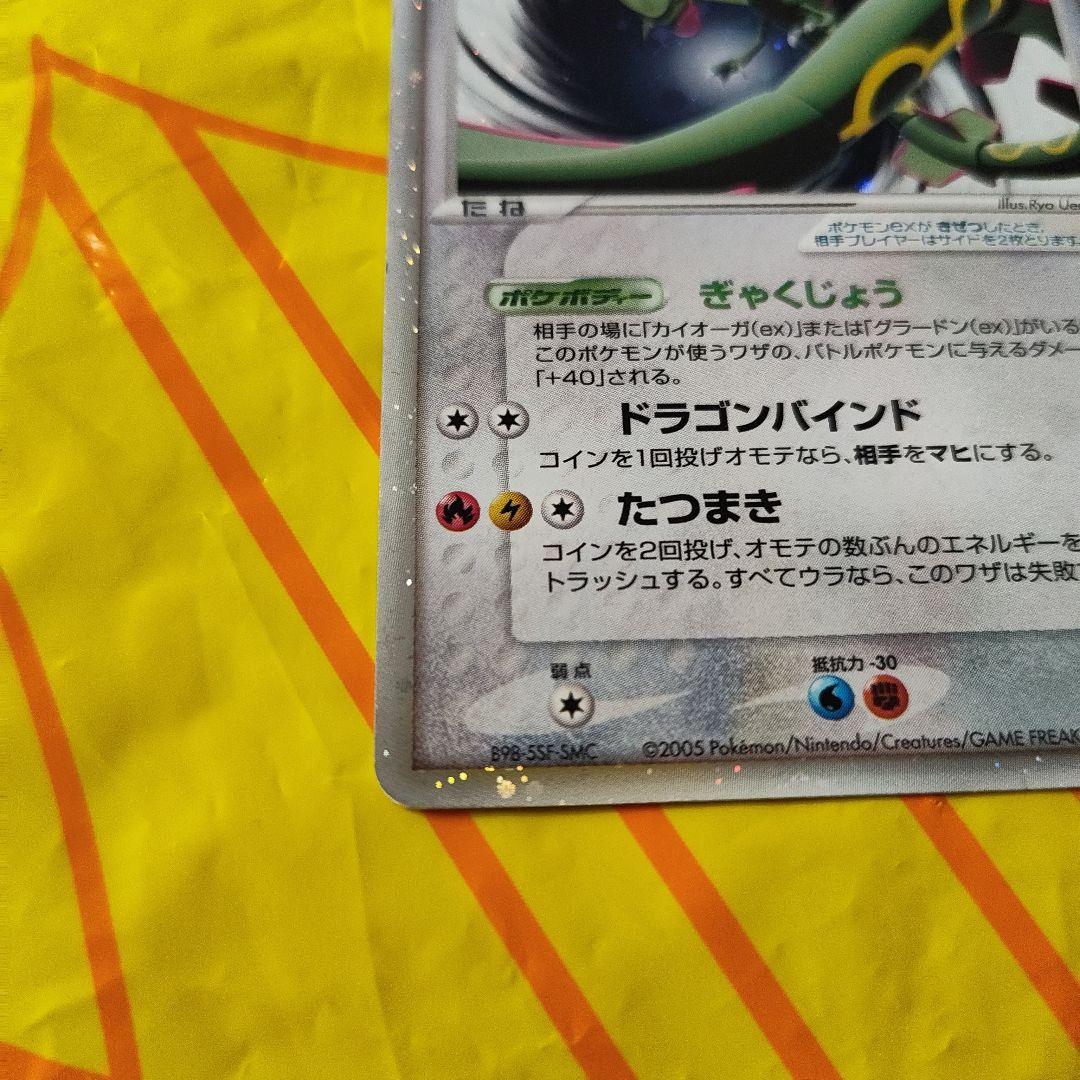 たね
illus.Ryo Ue
ポケモンexが きぜつしたとき、
相手プレイヤーはサイドを2枚とります
ポケボディー ぎゃくじょう
相手の場に「カイオーガ(ex)」または「グラードン(ex)」がいる
このポケモンが使うワザの、バトルポケモンに与えるダメー
「+40」される。
ドラゴンバインド
コインを1回投げオモテなら、相手をマヒにする。
たつまき
コインを2回投げ、オモテの数ぶんのエネルギーを
トラッシュする。すべてウラなら、このワザは失敗
弱点 抵抗力 -30
B9B-5SF-SMC ©2005 Pokémon/Nintendo/Creatures/GAME FREAK